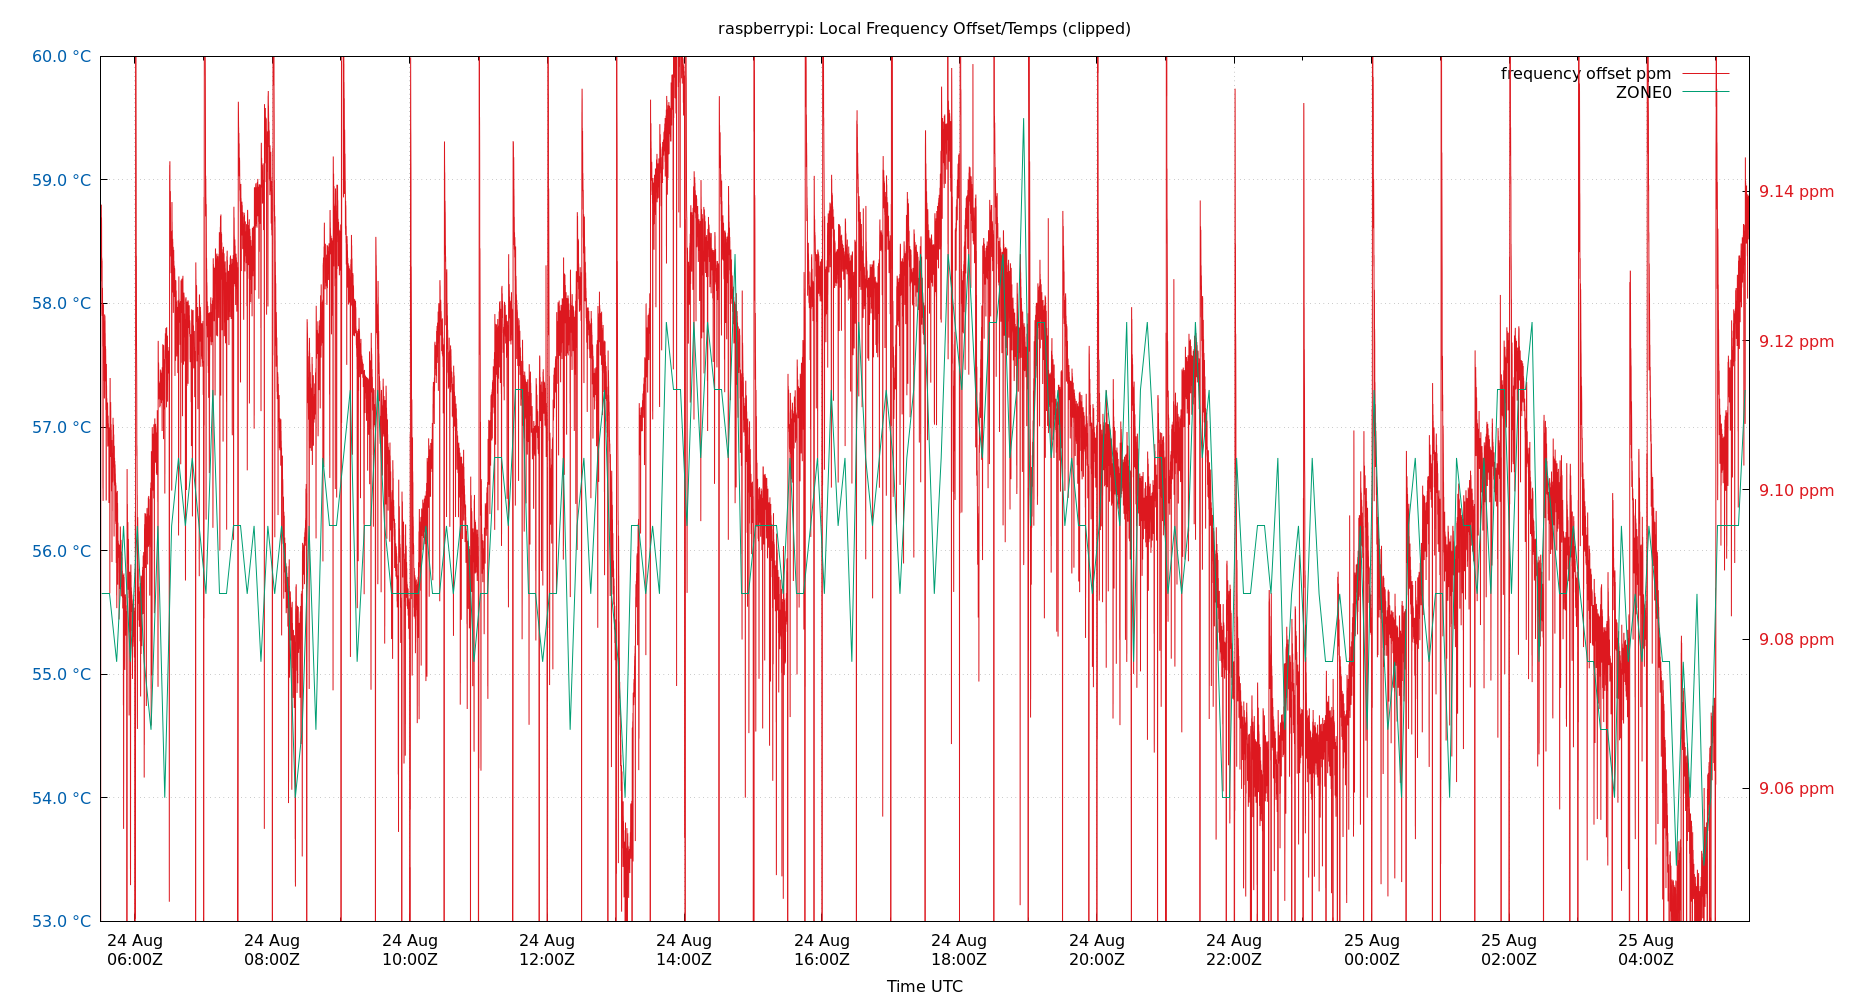 raspberrypi: Local Frequency Offset/Temps (clipped)
60.0 °C
59.0 °C
58.0 °C
57.0 °C
56.0 °C
55.0 °C
54.0 °C
53.0 °C
frequency offset ppm
ZONE0
9.14 ppm
9.12 ppm
9.10 ppm
9.08 ppm
9.06 ppm
24 Aug 24 Aug 24 Aug 24 Aug 24 Aug 24 Aug 24 Aug 24 Aug 24 Aug 25 Aug 25 Aug 25 Aug
06:00Z 08:00Z 10:00Z 12:00Z 14:00Z 16:00Z 18:00Z 20:00Z 22:00Z 00:00Z 02:00Z 04:00Z
Time UTC